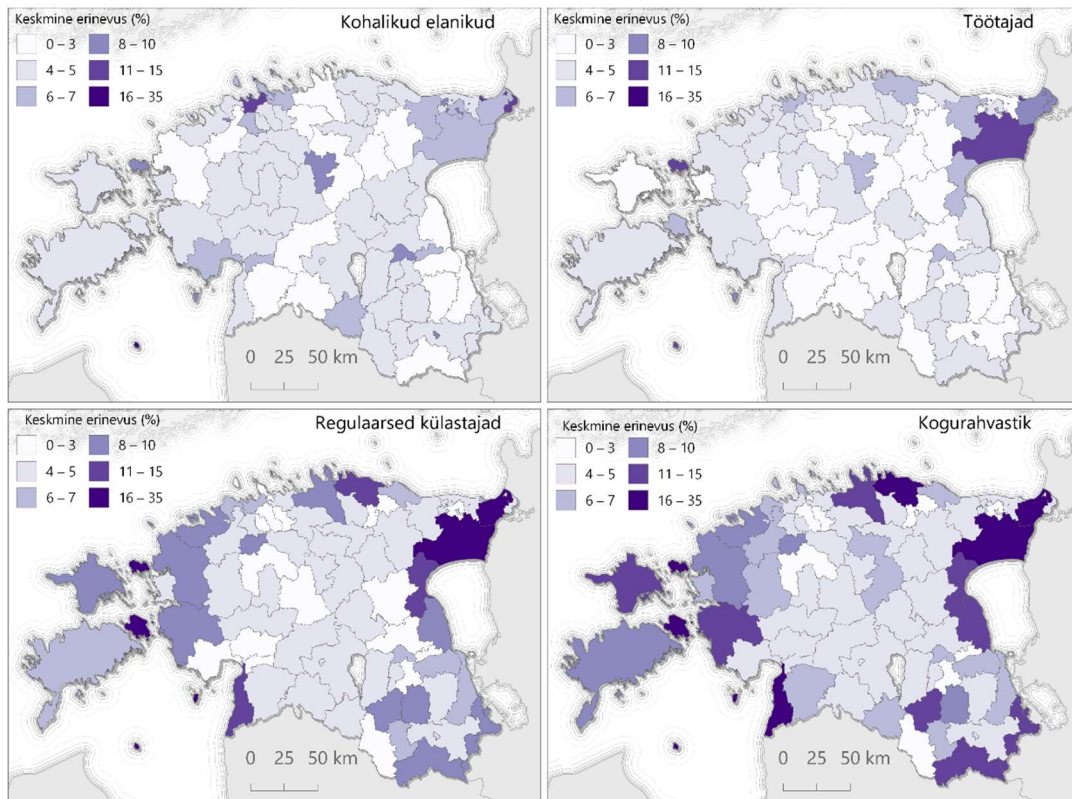 Keskmine erinevus (%)
Kohalikud elanikud
0 – 3
8 – 10
4 – 5
11 – 15
6 – 7
16 – 35
0 25 50 km
Keskmine erinevus (%)
Töötajad
0 – 3
8 – 10
4 – 5
11 – 15
6 – 7
16 – 35
0 25 50 km
Keskmine erinevus (%)
Regulaarsed külastajad
0 – 3
8 – 10
4 – 5
11 – 15
6 – 7
16 – 35
0 25 50 km
Keskmine erinevus (%)
Kogurahvastik
0 – 3
8 – 10
4 – 5
11 – 15
6 – 7
16 – 35
0 25 50 km